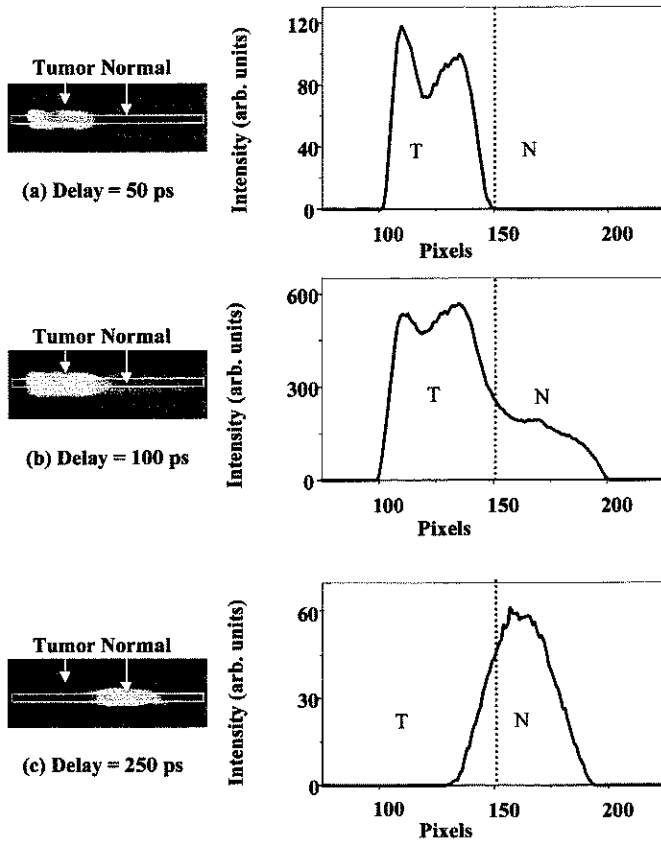 Tumor Normal
(a) Delay = 50 ps
Intensity (arb. units)
120
80
40
0
T
N
100
150
200
Pixels
Tumor Normal
(b) Delay = 100 ps
Intensity (arb. units)
600
300
0
T
N
100
150
200
Pixels
Tumor Normal
(c) Delay = 250 ps
Intensity (arb. units)
60
30
0
T
N
100
150
200
Pixels